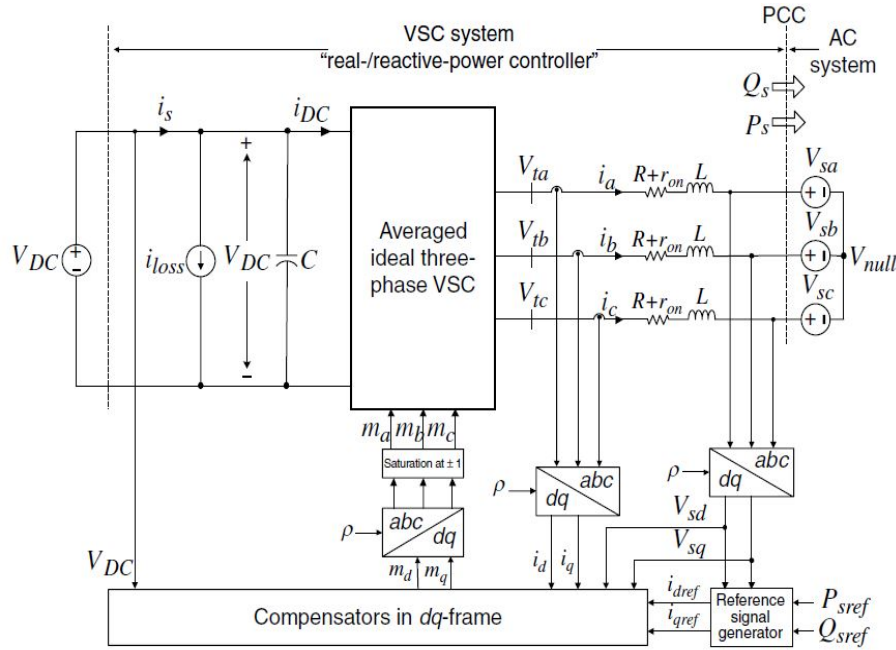 PCC
VSC system
"real-/reactive-power controller"
AC
system
Q_s
P_s
i_s
i_DC
+
V_DC
i_loss
V_DC
C
−
Averaged
ideal three-
phase VSC
V_ta
i_a
R+r_on
L
V_sa
V_tb
i_b
R+r_on
L
V_sb
V_null
V_tc
i_c
R+r_on
L
V_sc
m_a
m_b
m_c
Saturation at ± 1
ρ
abc
dq
ρ
abc
dq
ρ
abc
dq
V_sd
V_sq
V_DC
m_d
m_q
i_d
i_q
i_dref
i_qref
Compensators in dq-frame
Reference
signal
generator
P_sref
Q_sref